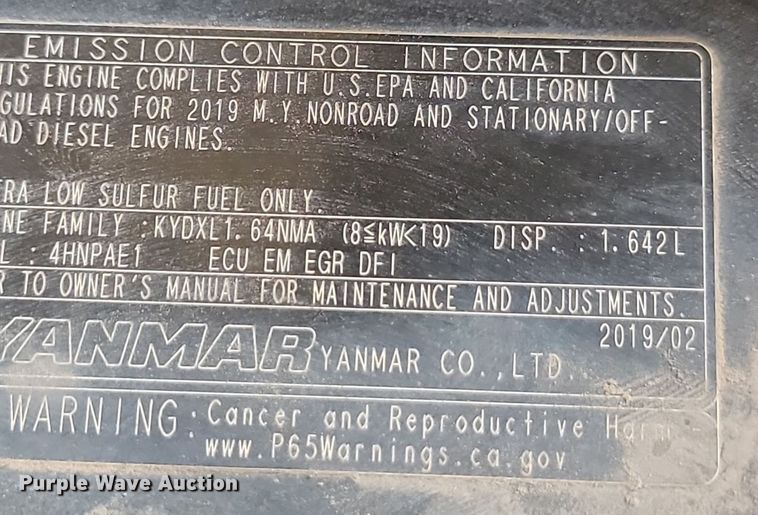 EMISSION CONTROL INFORMATION
HIS ENGINE COMPLIES WITH U.S.EPA AND CALIFORNIA
GULATIONS FOR 2019 M.Y.NONROAD AND STATIONARY/OFF-
AD DIESEL ENGINES.
TRA LOW SULFUR FUEL ONLY.
NE FAMILY :KYDXL1.64NMA (8≦kW<19) DISP. :1.642L
L :4HNPAE1 ECU EM EGR DFI
R TO OWNER'S MANUAL FOR MAINTENANCE AND ADJUSTMENTS.
YANMAR YANMAR CO.,LTD. 2019/02
WARNING: Cancer and Reproductive Harm
www.P65Warnings.ca.gov
Purple Wave Auction